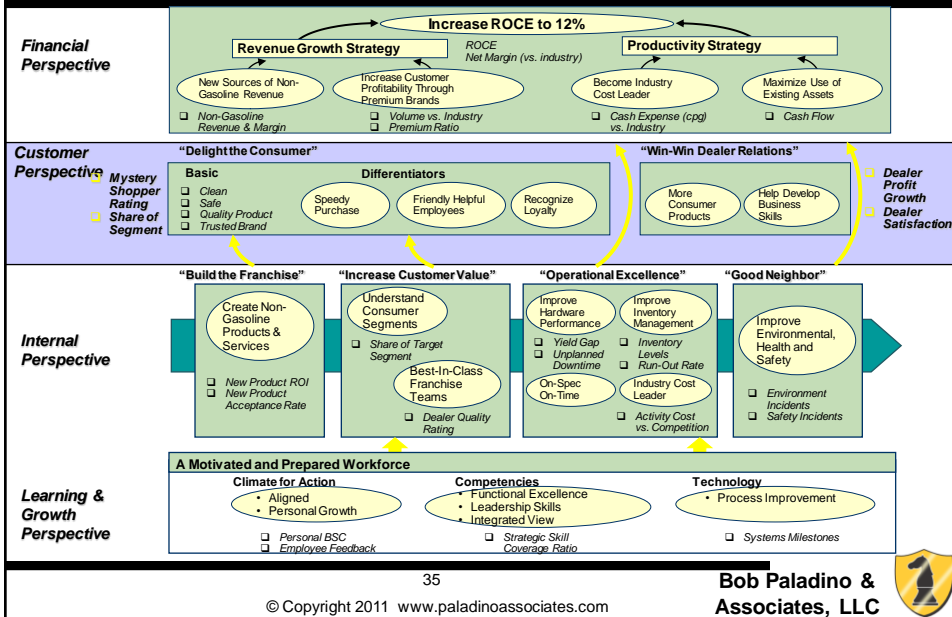 Increase ROCE to 12%
Financial
Perspective
Revenue Growth Strategy
ROCE
Net Margin (vs. industry)
Productivity Strategy
New Sources of Non-
Gasoline Revenue
Increase Customer
Profitability Through
Premium Brands
Become Industry
Cost Leader
Maximize Use of
Existing Assets
Non-Gasoline
Revenue & Margin
Volume vs. Industry
Premium Ratio
Cash Expense (cpg)
vs. Industry
Cash Flow
Customer
Perspective
Mystery
Shopper
Rating
Share of
Segment
"Delight the Consumer"
Basic
Clean
Safe
Quality Product
Trusted Brand
Differentiators
Speedy
Purchase
Friendly Helpful
Employees
Recognize
Loyalty
"Win-Win Dealer Relations"
More
Consumer
Products
Help Develop
Business
Skills
Dealer
Profit
Growth
Dealer
Satisfaction
Internal
Perspective
"Build the Franchise"
Create Non-
Gasoline
Products &
Services
New Product ROI
New Product
Acceptance Rate
"Increase Customer Value"
Understand
Consumer
Segments
Share of Target
Segment
Best-In-Class
Franchise
Teams
Dealer Quality
Rating
"Operational Excellence"
Improve
Hardware
Performance
Yield Gap
Unplanned
Downtime
Improve
Inventory
Management
Inventory
Levels
Run-Out Rate
On-Spec
On-Time
Industry Cost
Leader
Activity Cost
vs. Competition
"Good Neighbor"
Improve
Environmental,
Health and
Safety
Environment
Incidents
Safety Incidents
Learning &
Growth
Perspective
A Motivated and Prepared Workforce
Climate for Action
• Aligned
• Personal Growth
Personal BSC
Employee Feedback
Competencies
• Functional Excellence
• Leadership Skills
• Integrated View
Strategic Skill
Coverage Ratio
Technology
• Process Improvement
Systems Milestones
35
© Copyright 2011 www.paladinoassociates.com
Bob Paladino &
Associates, LLC